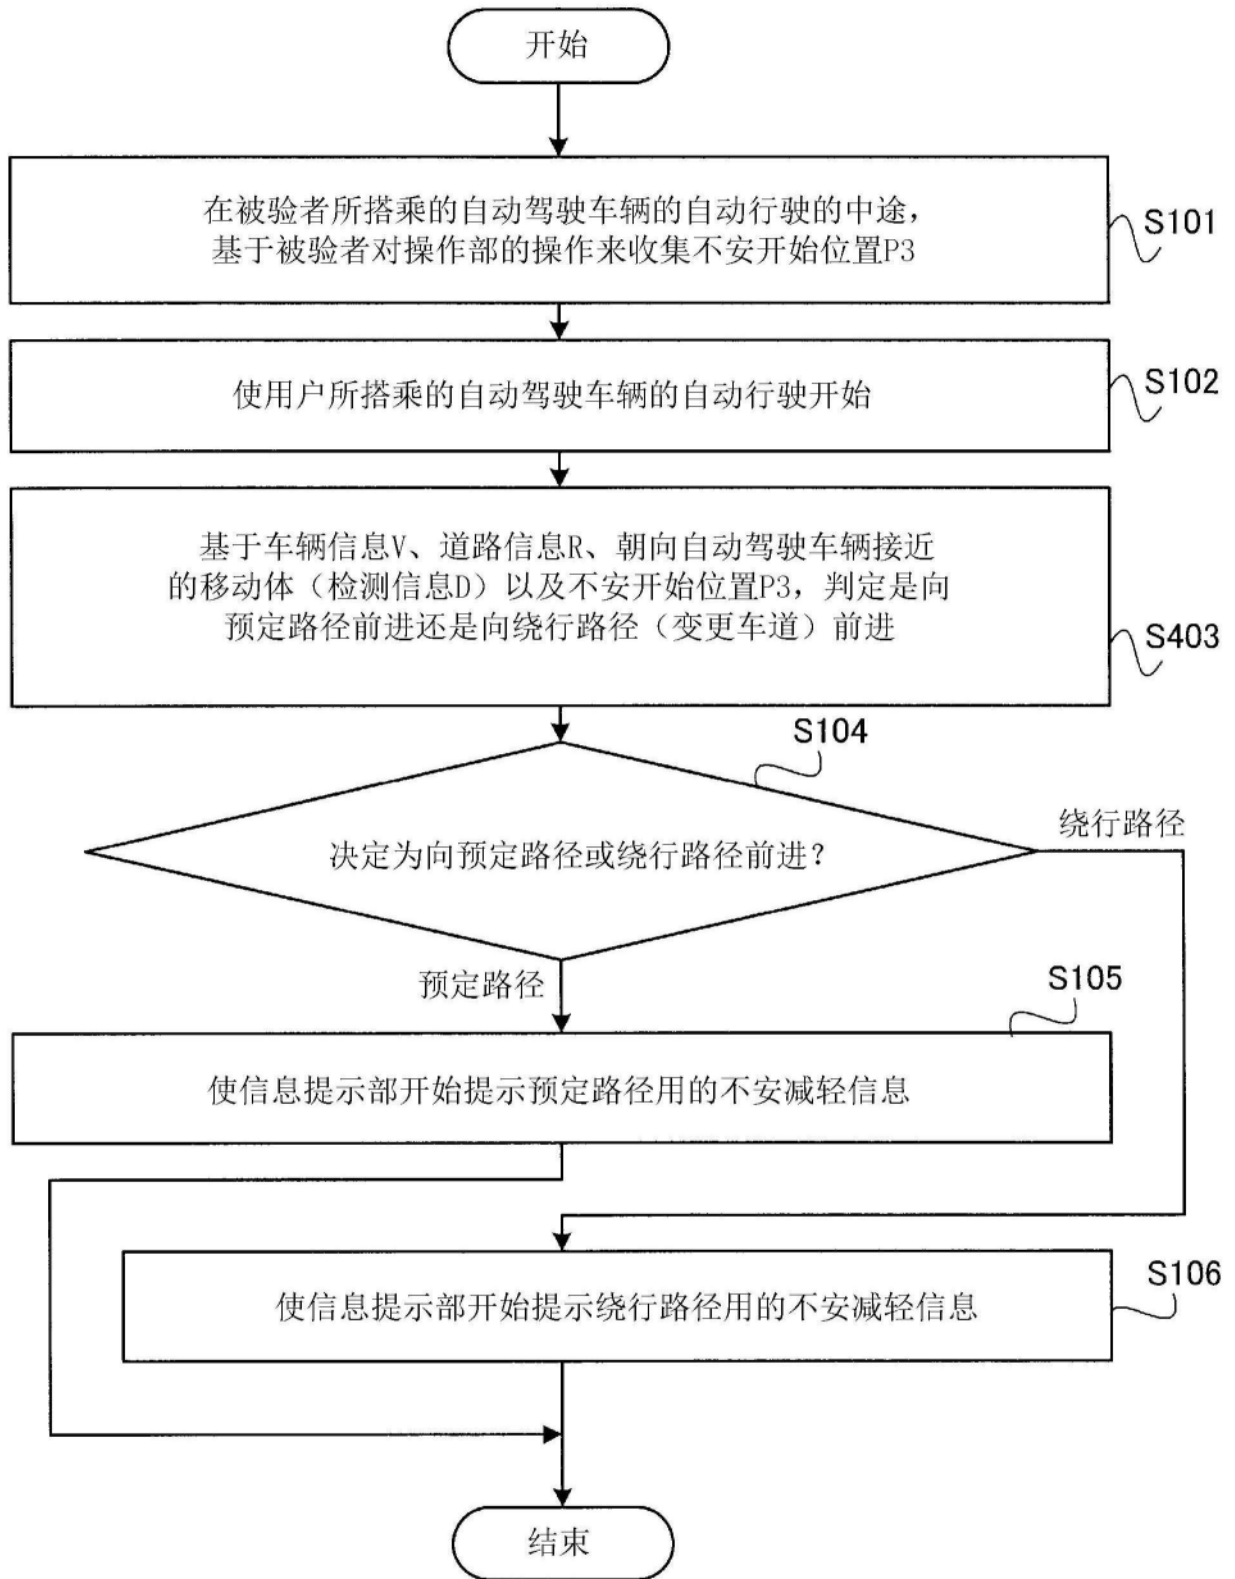 开始
在被验者所搭乘的自动驾驶车辆的自动行驶的中途，
基于被验者对操作部的操作来收集不安开始位置P3
S101
使用户所搭乘的自动驾驶车辆的自动行驶开始
S102
基于车辆信息V、道路信息R、朝向自动驾驶车辆接近
的移动体（检测信息D）以及不安开始位置P3，判定是向
预定路径前进还是向绕行路径（变更车道）前进
S403
S104
决定为向预定路径或绕行路径前进？
绕行路径
预定路径
S105
使信息提示部开始提示预定路径用的不安减轻信息
使信息提示部开始提示绕行路径用的不安减轻信息
S106
结束